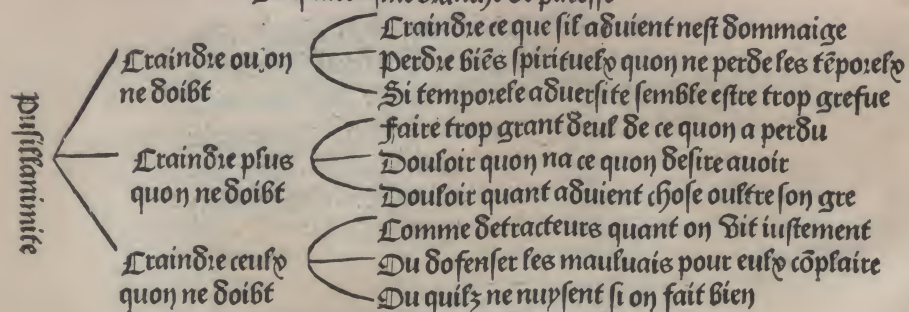 Pusillanimite
Craindre ou on
ne doibt
Craindre ce que sil aduient nest dommaige
Perdre biẽs spirituelx quon ne perde les tẽporelx
Si temporele aduersite semble estre trop grefue
Craindre plus
quon ne doibt
Faire trop grant deul de ce quon a perdu
Douloir quon na ce quon desire auoir
Douloir quant aduient chose oultre son gre
Craindre ceulx
quon ne doibt
Comme detracteurs quant on vit iustement
Ou dofenser les mauluais pour eulx cõplaire
Ou quilz ne nuysent si on fait bien